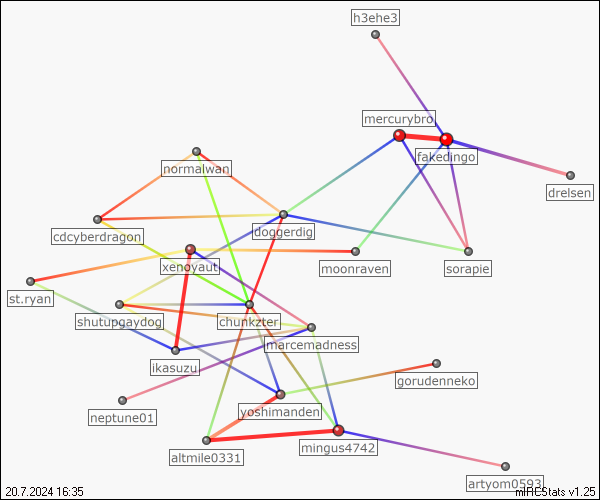 h3ehe3
mercurybro
fakedingo
normalwan
drelsen
cdcyberdragon
doggerdig
xenoyaut
moonraven
sorapie
st.ryan
shutupgaydog
chunkzter
marcemadness
ikasuzu
gorudenneko
neptune01
yoshimanden
altmile0331
mingus4742
artyom0593
20.7.2024 16:35
mIRCStats v1.25